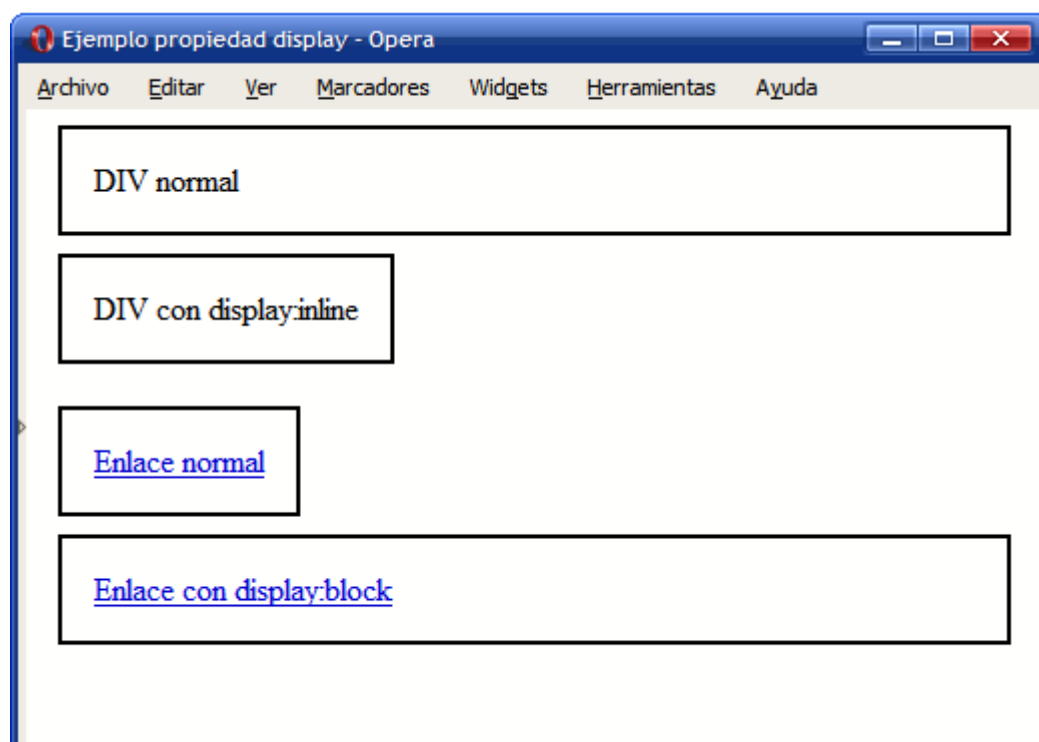 Ejemplo propiedad display - Opera
Archivo Editar Ver Marcadores Widgets Herramientas Ayuda
DIV normal
DIV con display:inline
Enlace normal
Enlace con display:block